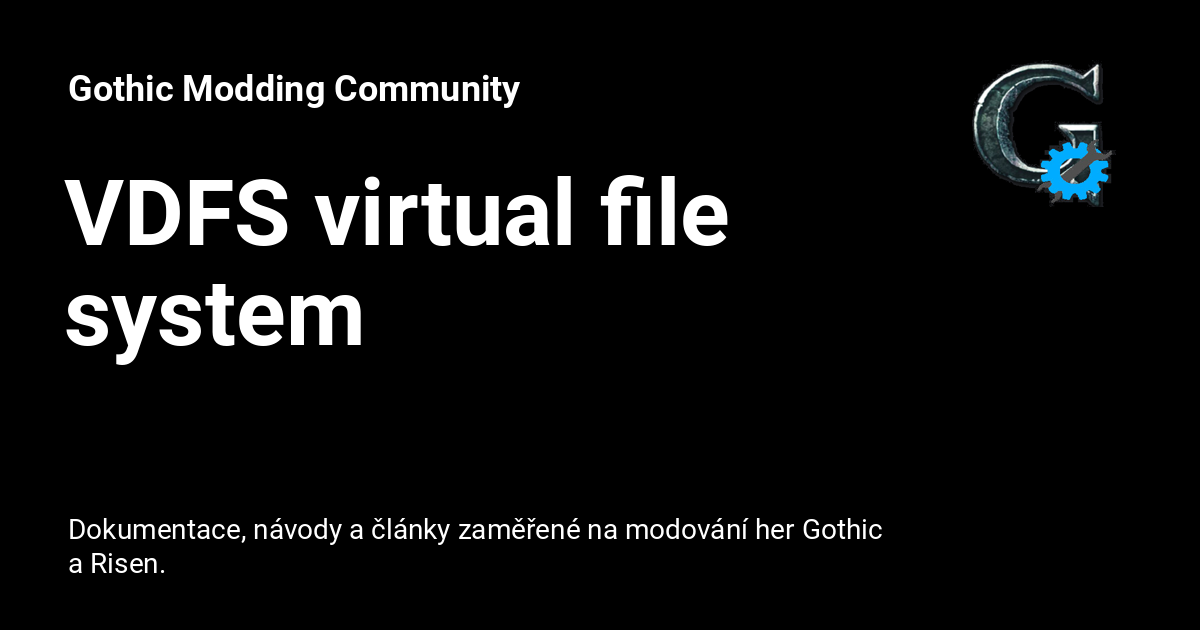 Gothic Modding Community
VDFS virtual file
system
Dokumentace, návody a články zaměřené na modování her Gothic
a Risen.